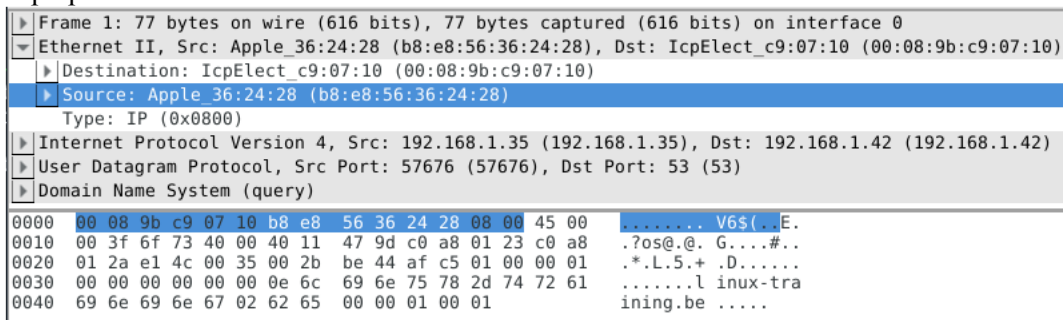 Frame 1: 77 bytes on wire (616 bits), 77 bytes captured (616 bits) on interface 0
Ethernet II, Src: Apple_36:24:28 (b8:e8:56:36:24:28), Dst: IcpElect_c9:07:10 (00:08:9b:c9:07:10)
Destination: IcpElect_c9:07:10 (00:08:9b:c9:07:10)
Source: Apple_36:24:28 (b8:e8:56:36:24:28)
Type: IP (0x0800)
Internet Protocol Version 4, Src: 192.168.1.35 (192.168.1.35), Dst: 192.168.1.42 (192.168.1.42)
User Datagram Protocol, Src Port: 57676 (57676), Dst Port: 53 (53)
Domain Name System (query)
0000 00 08 9b c9 07 10 b8 e8 56 36 24 28 08 00 45 00 ........ V6$(..E.
0010 00 3f 6f 73 40 00 40 11 47 9d c0 a8 01 23 c0 a8 .?os@.@. G....#..
0020 01 2a e1 4c 00 35 00 2b be 44 af c5 01 00 00 01 .*.L.5.+ .D......
0030 00 00 00 00 00 00 0e 6c 69 6e 75 78 2d 74 72 61 .......l inux-tra
0040 69 6e 69 6e 67 02 62 65 00 00 01 00 01 ining.be .....